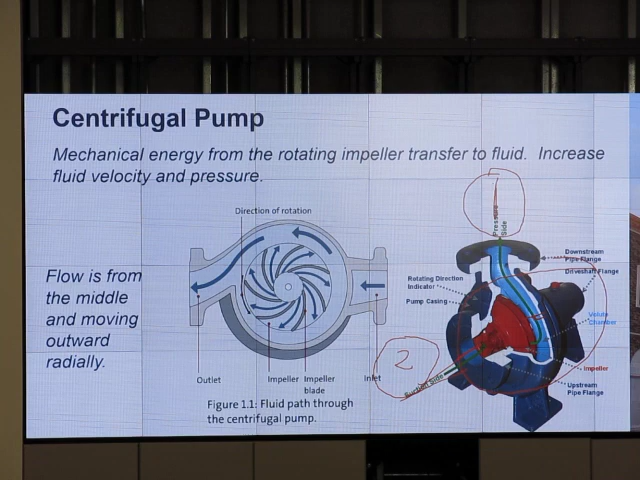 Centrifugal Pump
Mechanical energy from the rotating impeller transfer to fluid. Increase
fluid velocity and pressure.
Flow is from
the middle
and moving
outward
radially.
Direction of rotation
Outlet
Impeller
Impeller
blade
Inlet
Figure 1.1: Fluid path through
the centrifugal pump.
1
Pressure
Side
Downstream
Pipe Flange
Driveshaft Flange
Rotating Direction
Indicator
Pump Casing
Volute
Chamber
Impeller
Upstream
Pipe Flange
2
Suction Side